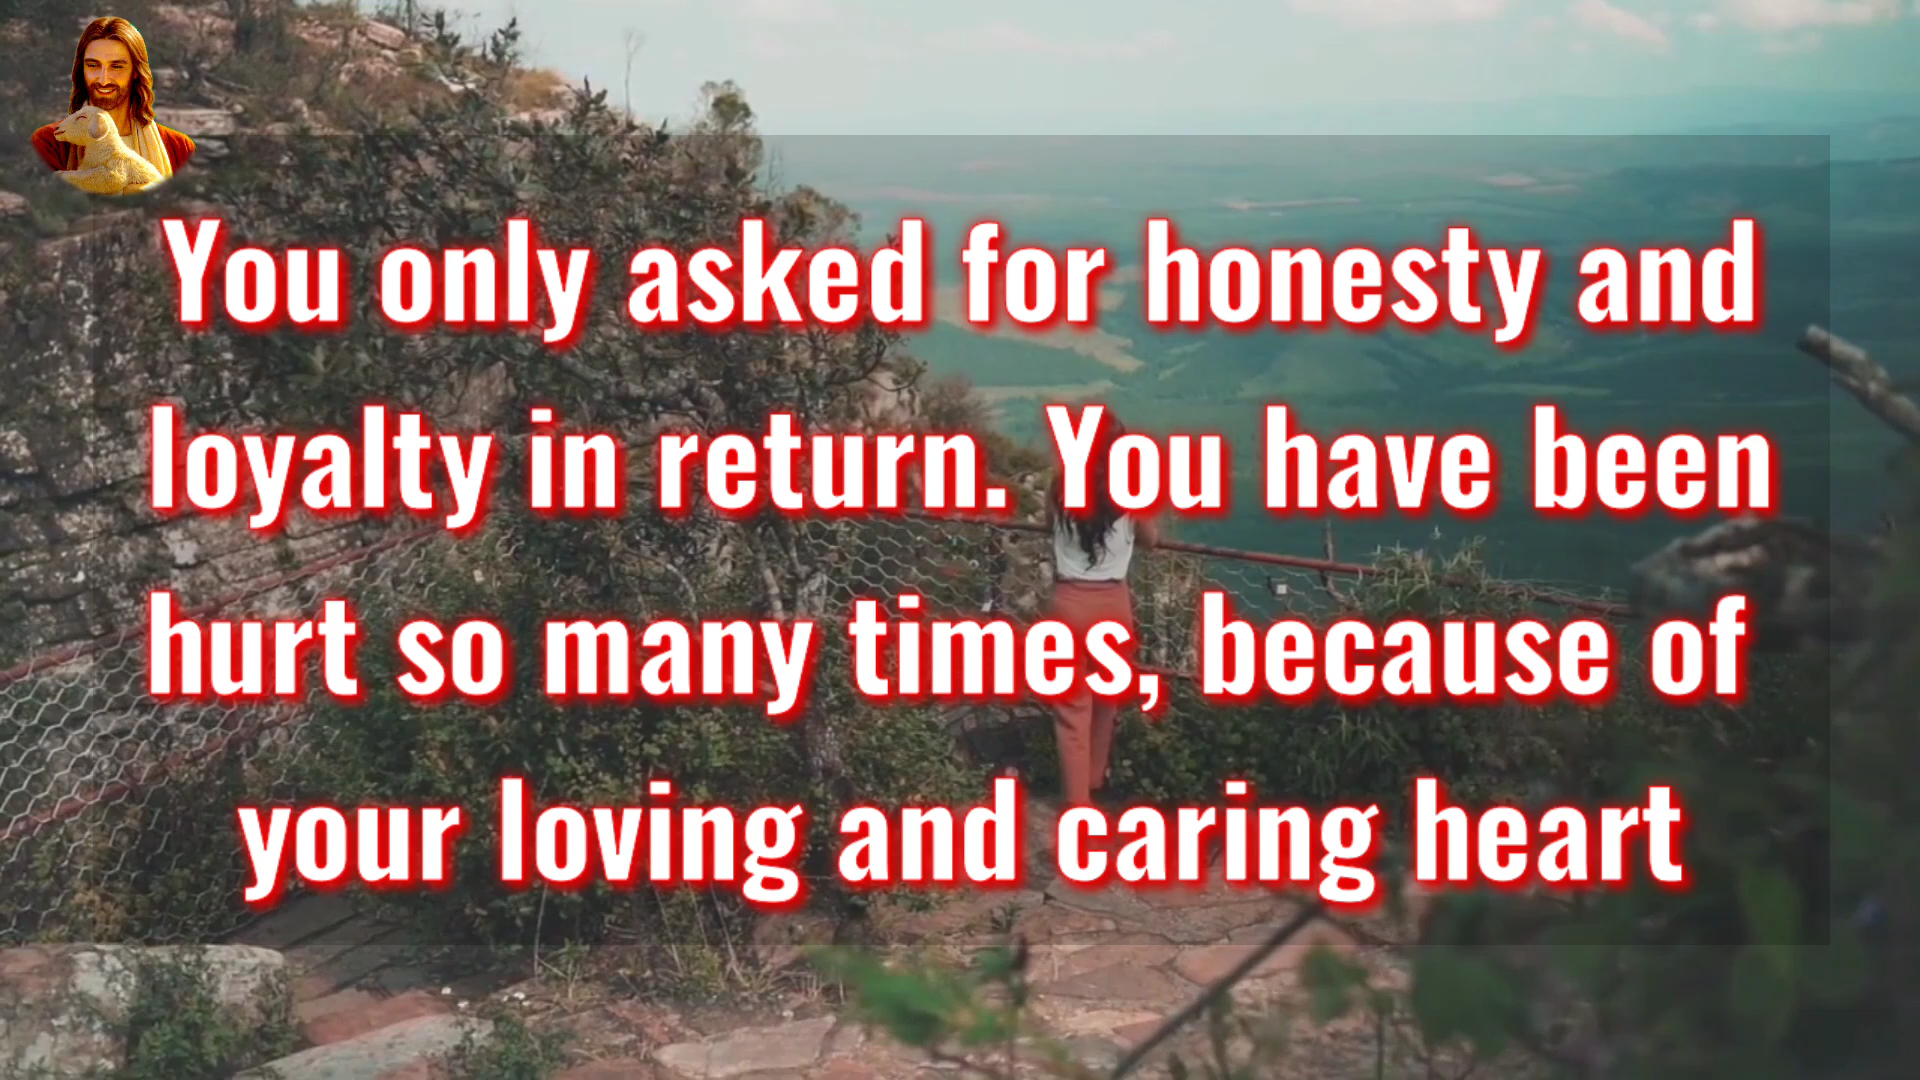 You only asked for honesty and
loyalty in return. You have been
hurt so many times, because of
your loving and caring heart